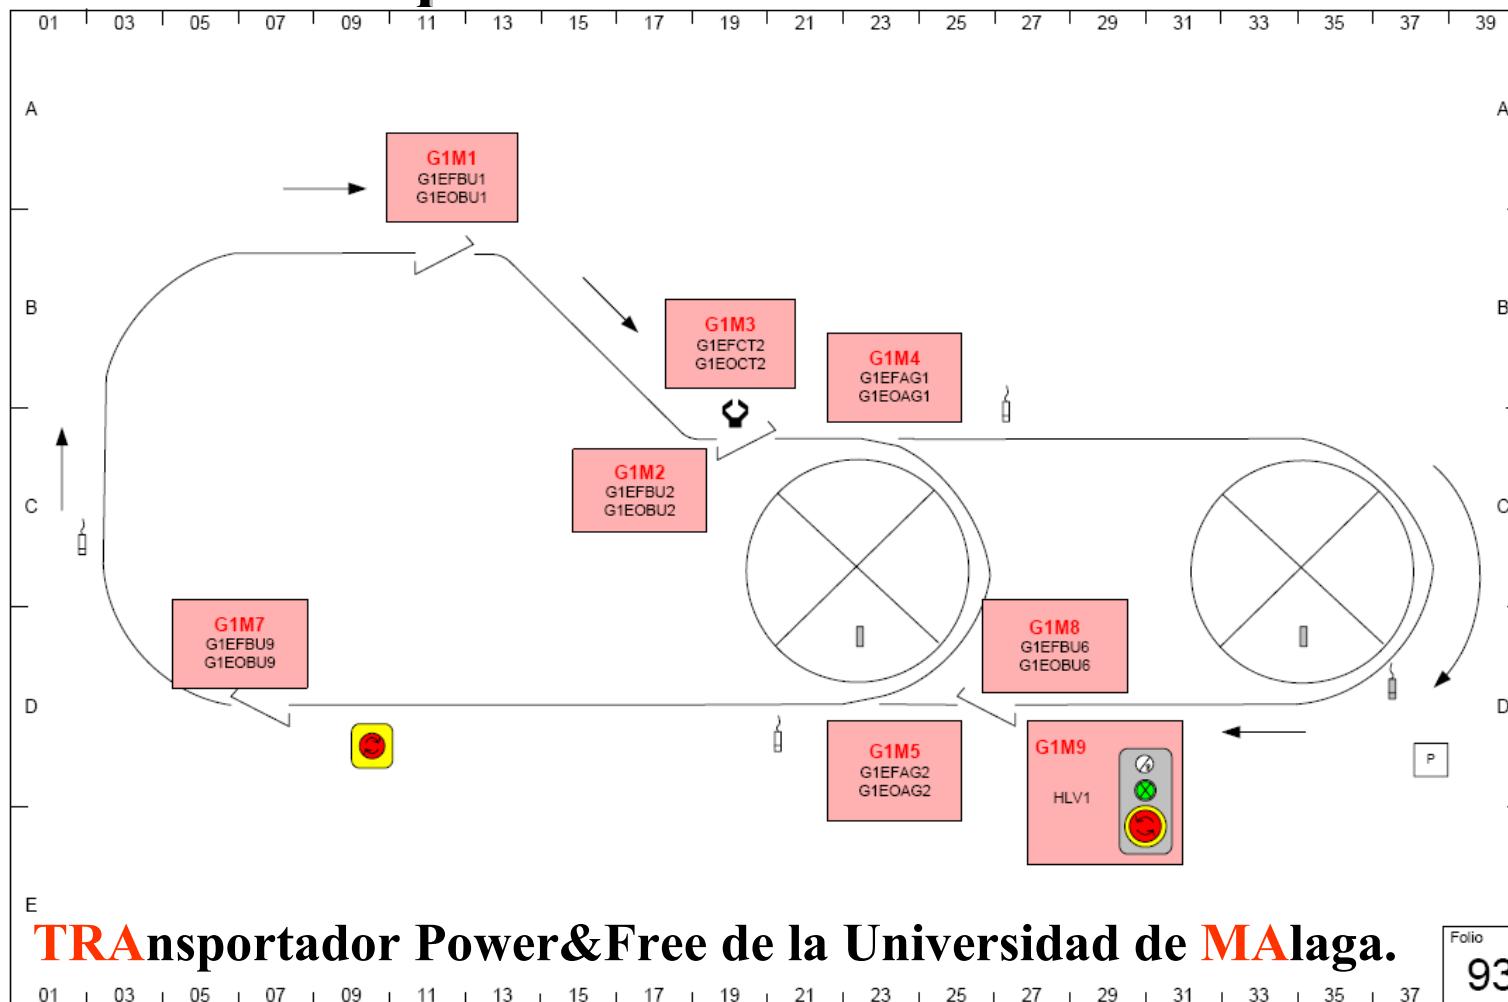 01 03 05 07 09 11 13 15 17 19 21 23 25 27 29 31 33 35 37 39
A A
G1M1
G1EFBU1
G1EOBU1
B B
G1M3
G1EFCT2
G1EOCT2
G1M4
G1EFAG1
G1EOAG1
G1M2
G1EFBU2
G1EOBU2
C C
G1M7
G1EFBU9
G1EOBU9
G1M8
G1EFBU6
G1EOBU6
D D
G1M5
G1EFAG2
G1EOAG2
G1M9
HLV1
P
E
TRAnsportador Power&Free de la Universidad de MAlaga.
Folio
93
01 03 05 07 09 11 13 15 17 19 21 23 25 27 29 31 33 35 37